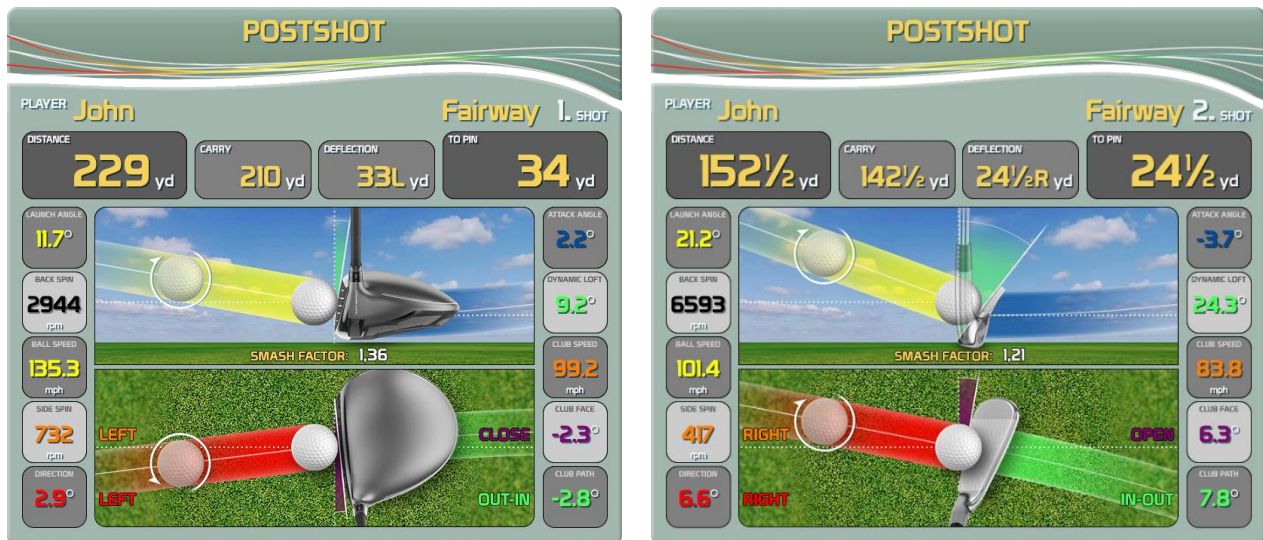 POSTSHOT
PLAYER John Fairway 1. SHOT
DISTANCE 229 yd
CARRY 210 yd
DEFLECTION 33L yd
TO PIN 34 yd
LAUNCH ANGLE 11.7°
BACK SPIN 2944 rpm
BALL SPEED 135.3 mph
SIDE SPIN 732 rpm
DIRECTION 2.9°
SMASH FACTOR: 1,36
LEFT
LEFT
CLOSE
OUT-IN
ATTACK ANGLE 2.2°
DYNAMIC LOFT 9.2°
CLUB SPEED 99.2 mph
CLUB FACE -2.3°
CLUB PATH -2.8°
POSTSHOT
PLAYER John Fairway 2. SHOT
DISTANCE 152½ yd
CARRY 142½ yd
DEFLECTION 24½R yd
TO PIN 24½ yd
LAUNCH ANGLE 21.2°
BACK SPIN 6593 rpm
BALL SPEED 101.4 mph
SIDE SPIN 417 rpm
DIRECTION 6.6°
SMASH FACTOR: 1,21
RIGHT
RIGHT
OPEN
IN-OUT
ATTACK ANGLE -3.7°
DYNAMIC LOFT 24.3°
CLUB SPEED 83.8 mph
CLUB FACE 6.3°
CLUB PATH 7.8°